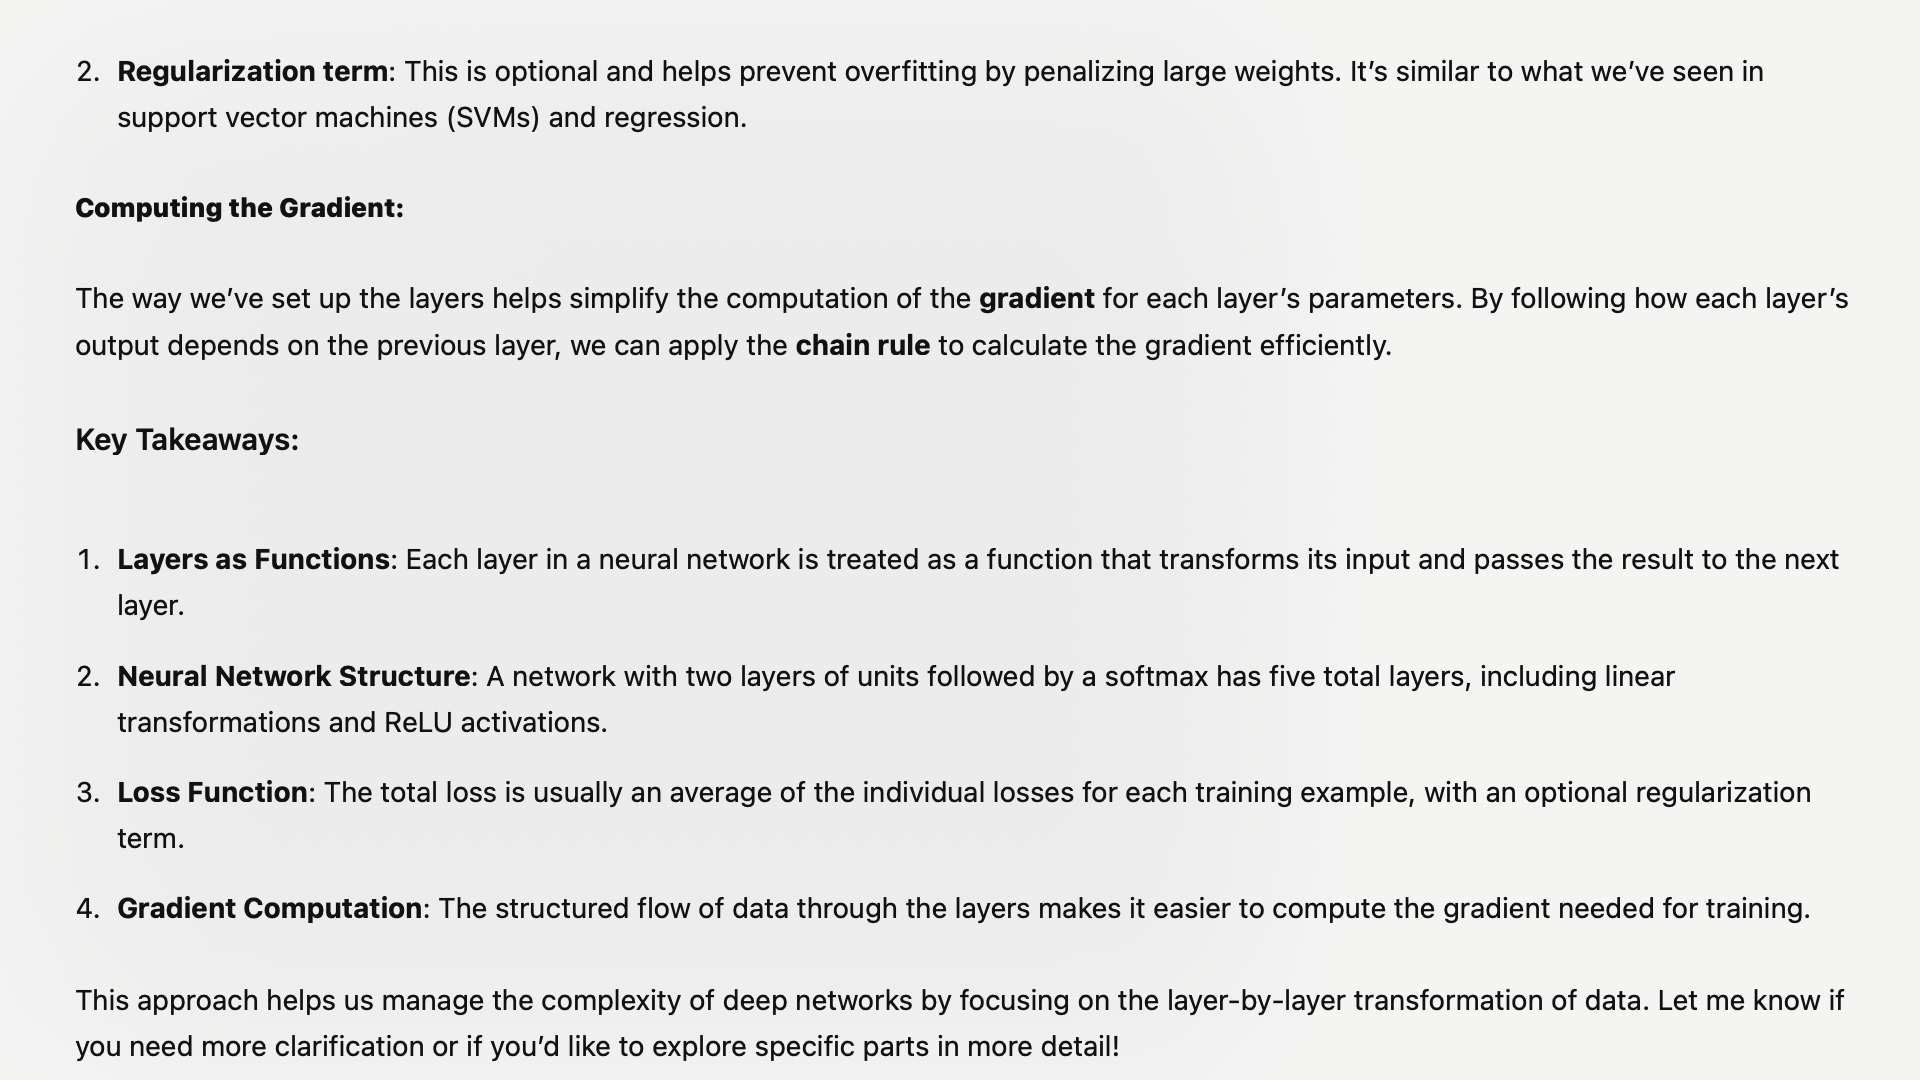 2. Regularization term: This is optional and helps prevent overfitting by penalizing large weights. It’s similar to what we’ve seen in
support vector machines (SVMs) and regression.
Computing the Gradient:
The way we’ve set up the layers helps simplify the computation of the gradient for each layer’s parameters. By following how each layer’s
output depends on the previous layer, we can apply the chain rule to calculate the gradient efficiently.
Key Takeaways:
1. Layers as Functions: Each layer in a neural network is treated as a function that transforms its input and passes the result to the next
layer.
2. Neural Network Structure: A network with two layers of units followed by a softmax has five total layers, including linear
transformations and ReLU activations.
3. Loss Function: The total loss is usually an average of the individual losses for each training example, with an optional regularization
term.
4. Gradient Computation: The structured flow of data through the layers makes it easier to compute the gradient needed for training.
This approach helps us manage the complexity of deep networks by focusing on the layer-by-layer transformation of data. Let me know if
you need more clarification or if you’d like to explore specific parts in more detail!